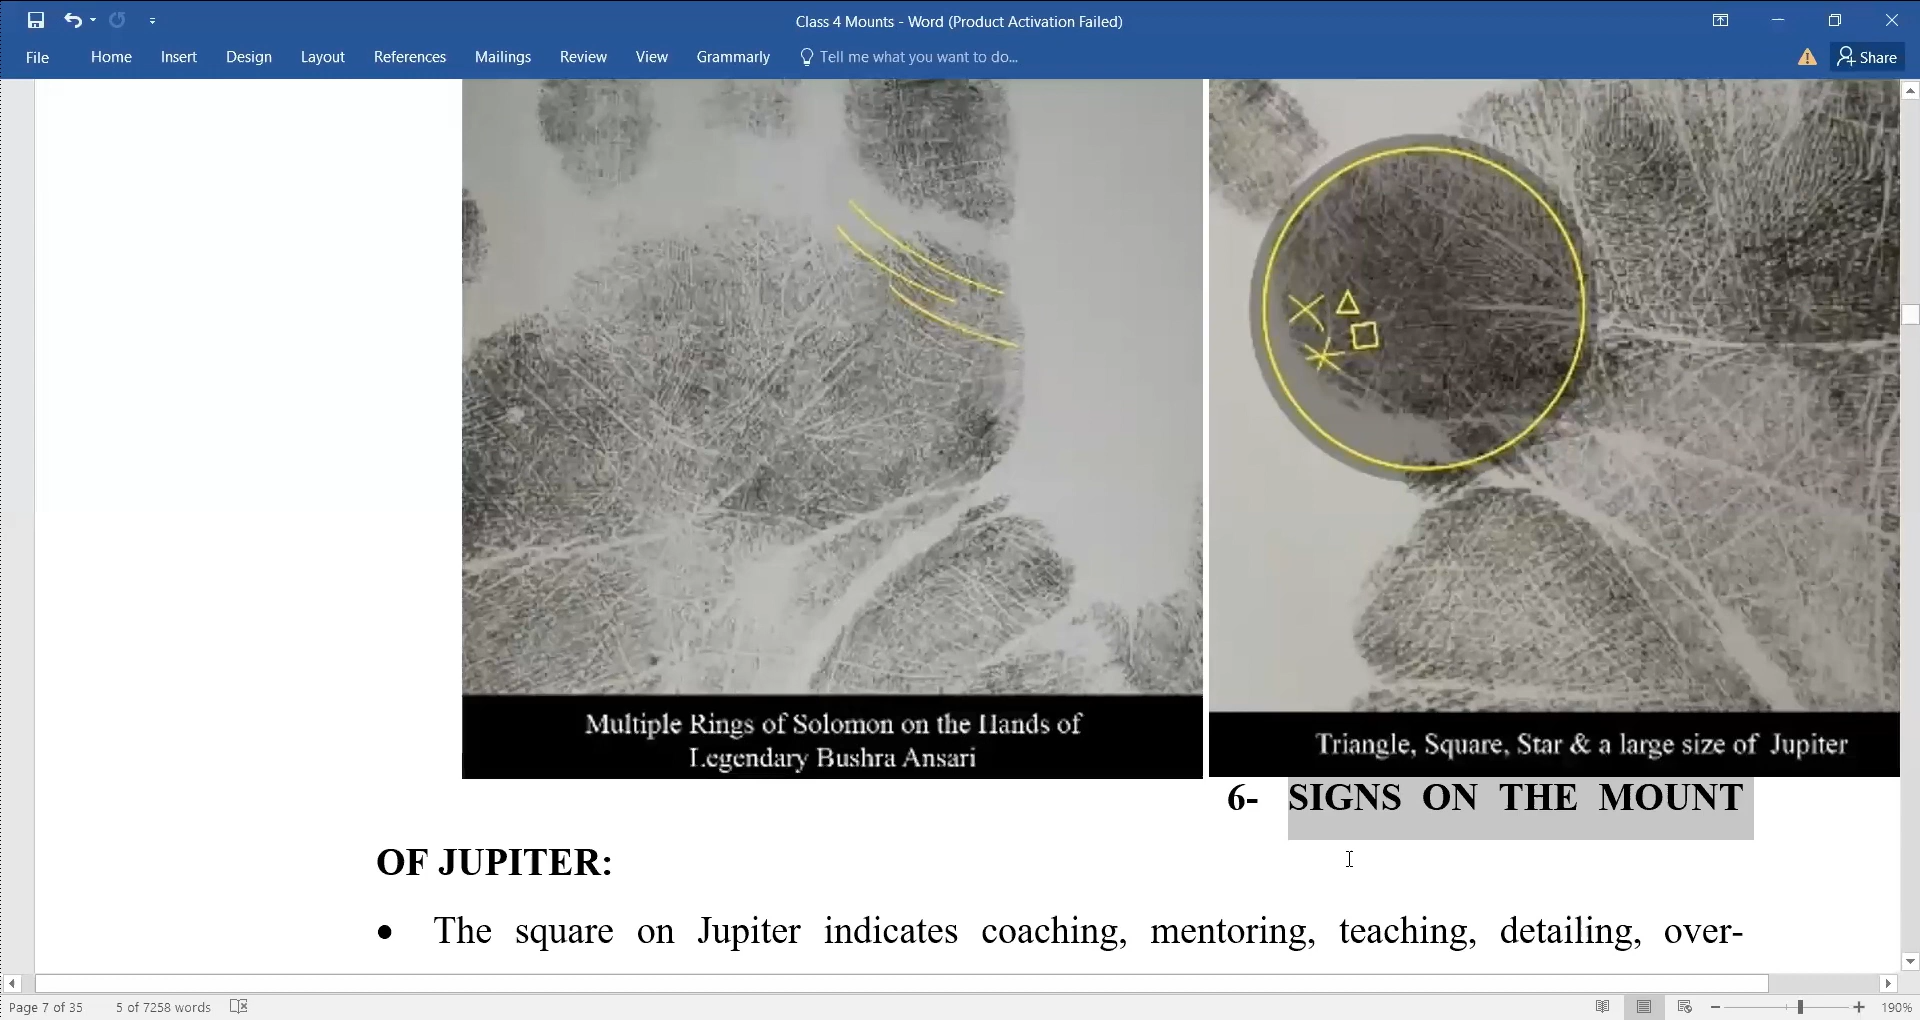 Class 4 Mounts - Word (Product Activation Failed)
File Home Insert Design Layout References Mailings Review View Grammarly Tell me what you want to do... Share
Multiple Rings of Solomon on the Hands of
Legendary Bushra Ansari
Triangle, Square, Star & a large size of Jupiter
6- SIGNS ON THE MOUNT
OF JUPITER:
• The square on Jupiter indicates coaching, mentoring, teaching, detailing, over-
Page 7 of 35 5 of 7258 words 190%